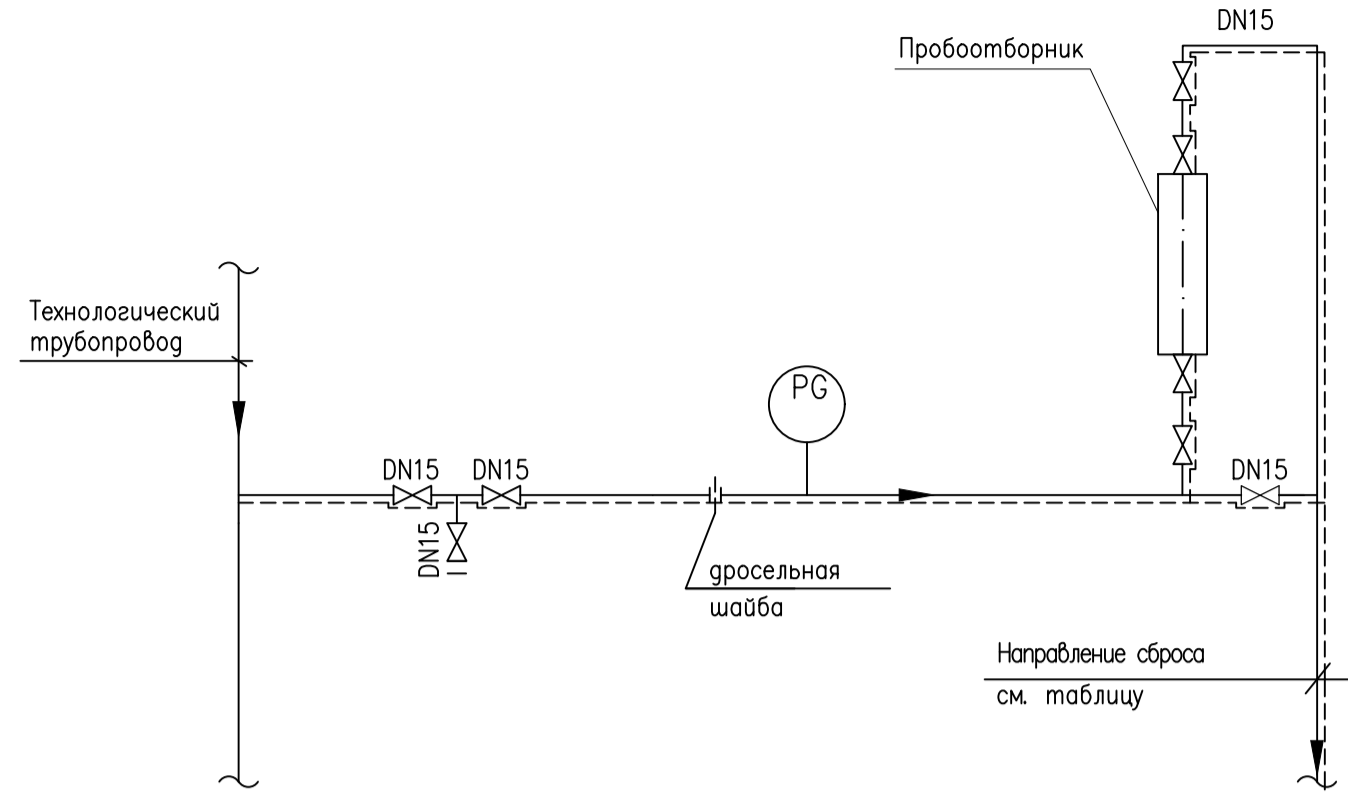 DN15
Пробоотборник
Технологический
трубопровод
PG
DN15
DN15
DN15
DN15
дросельная
шайба
Направление сброса
см. таблицу